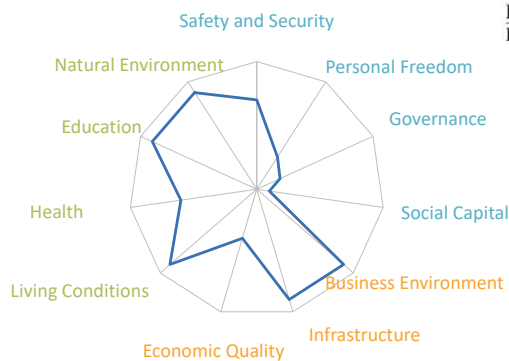 Safety and Security
Natural Environment
Personal Freedom
Education
Governance
Health
Social Capital
Living Conditions
Business Environment
Infrastructure
Economic Quality